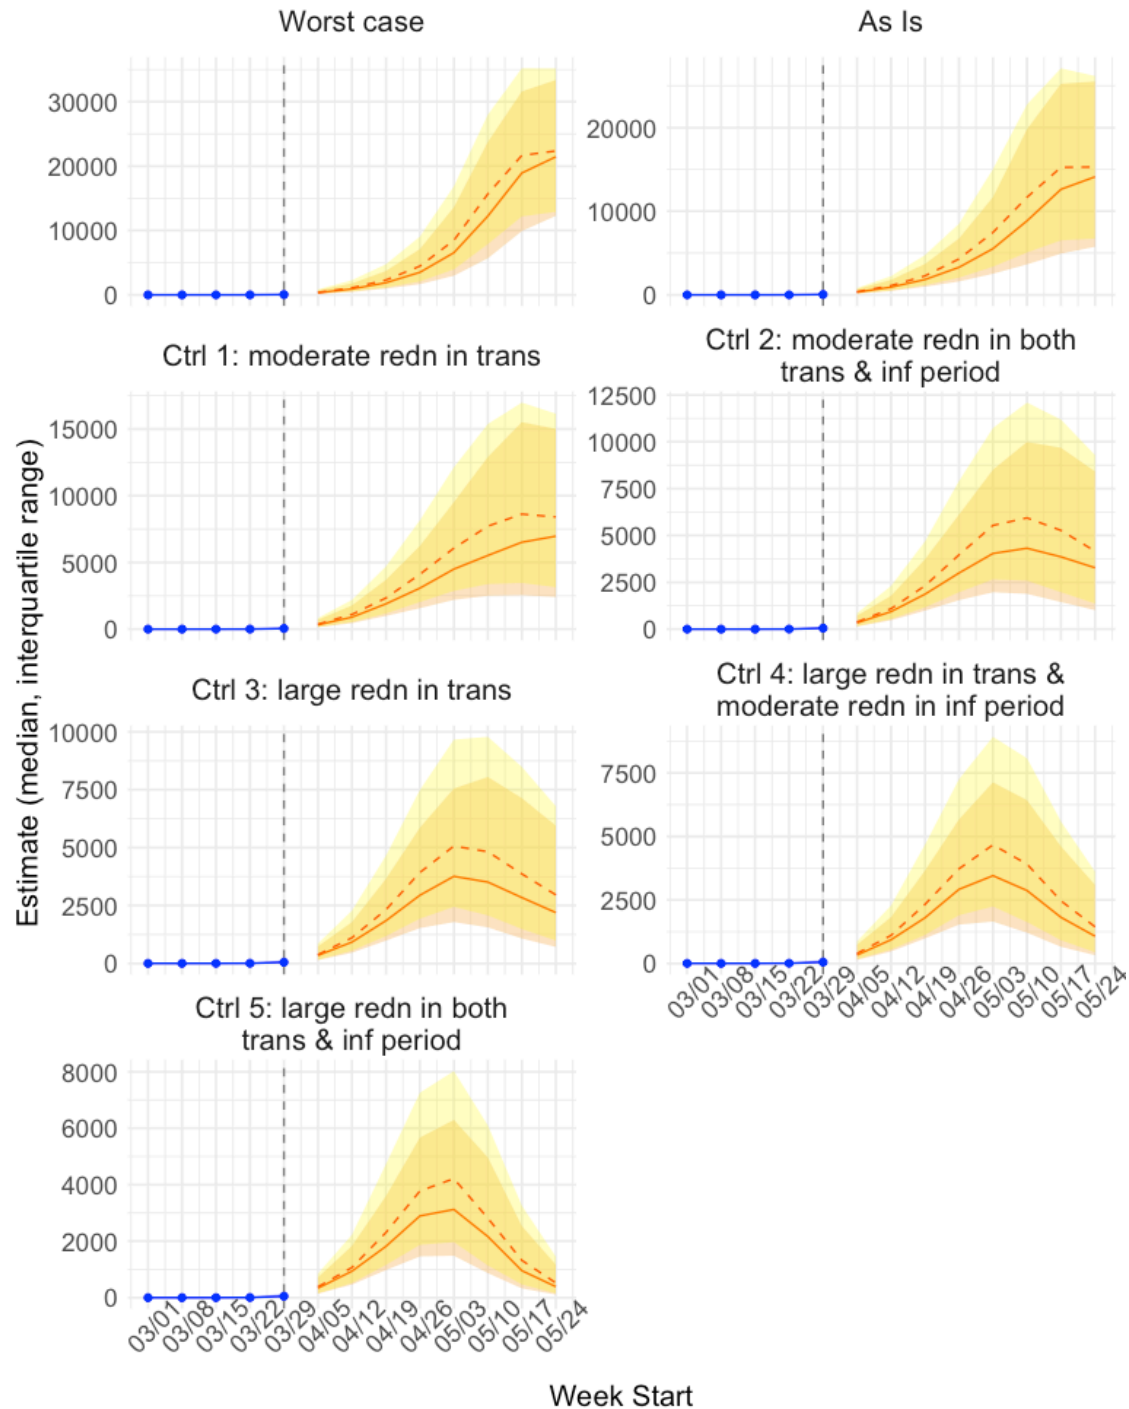 Worst case
As Is
30000
20000
10000
0
20000
10000
0
Ctrl 1: moderate redn in trans
Ctrl 2: moderate redn in both
trans & inf period
15000
10000
5000
0
12500
10000
7500
5000
2500
0
Estimate (median, interquartile range)
Ctrl 3: large redn in trans
Ctrl 4: large redn in trans &
moderate redn in inf period
10000
7500
5000
2500
0
7500
5000
2500
0
03/01 03/08 03/15 03/22 03/29 04/05 04/12 04/19 04/26 05/03 05/10 05/17 05/24
Ctrl 5: large redn in both
trans & inf period
8000
6000
4000
2000
0
03/01 03/08 03/15 03/22 03/29 04/05 04/12 04/19 04/26 05/03 05/10 05/17 05/24
Week Start